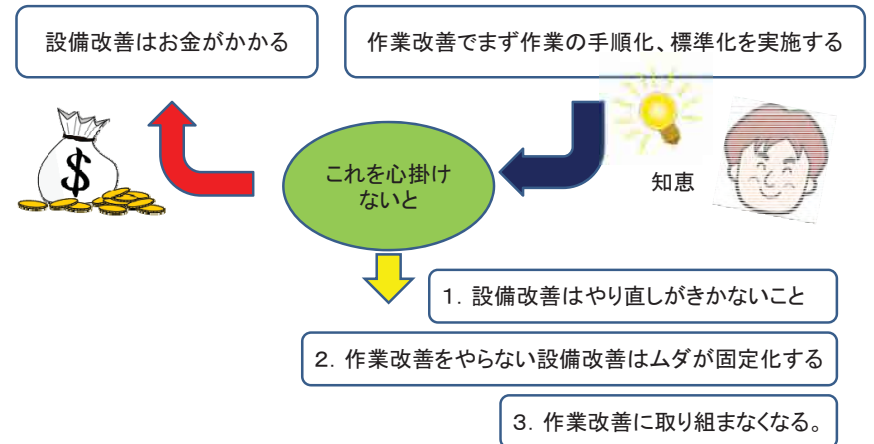 設備改善はお金がかかる
作業改善でまず作業の手順化、標準化を実施する
$
これを心掛け
ないと
知恵
1. 設備改善はやり直しがきかないこと
2. 作業改善をやらない設備改善はムダが固定化する
3. 作業改善に取り組まなくなる。